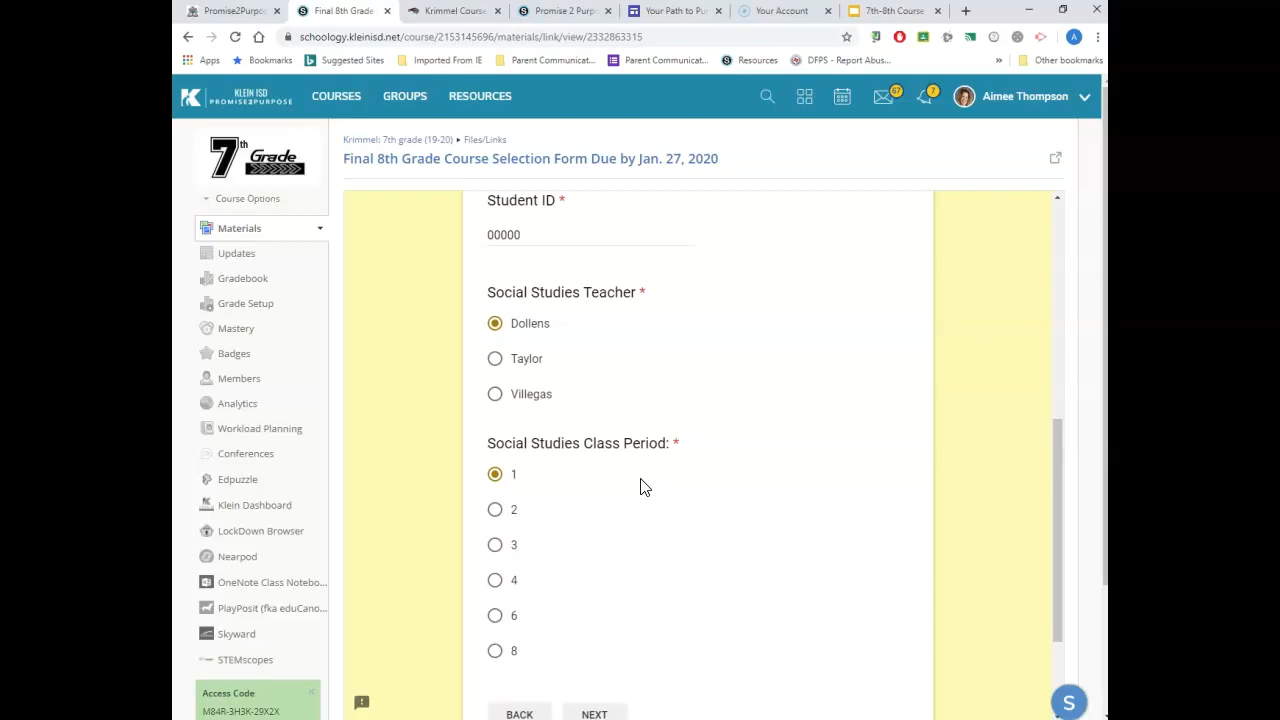 Promise2Purpo
Final 8th Grade
Krimmel Course
Promise 2 Purp
Your Path to Pu
Your Account
7th-8th Course
schoology.kleinisd.net/course/2153145696/materials/link/view/2332863315
A
Apps
Bookmarks
Suggested Sites
Imported From IE
Parent Communicat...
Parent Communicat...
Resources
DFPS - Report Abus...
»
Other bookmarks
KLEIN ISD
PROMISE2PURPOSE
COURSES
GROUPS
RESOURCES
67
7
Aimee Thompson
7th Grade
Course Options
Materials
Updates
Gradebook
Grade Setup
Mastery
Badges
Members
Analytics
Workload Planning
Conferences
Edpuzzle
Klein Dashboard
LockDown Browser
Nearpod
OneNote Class Notebo...
PlayPosit (fka eduCano...
Skyward
STEMscopes
Access Code
M84R-3H3K-29X2X
Krimmel: 7th grade (19-20) ▸ Files/Links
Final 8th Grade Course Selection Form Due by Jan. 27, 2020
Student ID *
00000
Social Studies Teacher *
Dollens
Taylor
Villegas
Social Studies Class Period: *
1
2
3
4
6
8
BACK
NEXT
S